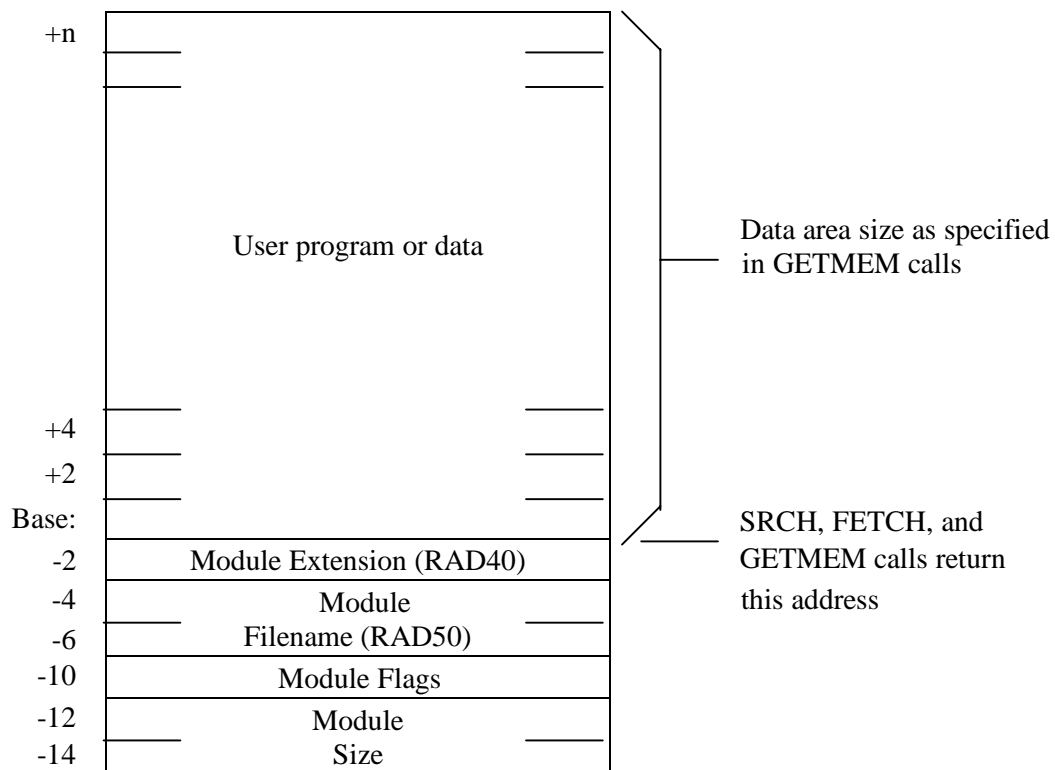 +n
User program or data
Data area size as specified
in GETMEM calls
+4
+2
Base:
SRCH, FETCH, and
GETMEM calls return
this address
-2
Module Extension (RAD40)
-4
Module
-6
Filename (RAD50)
-10
Module Flags
-12
Module
-14
Size